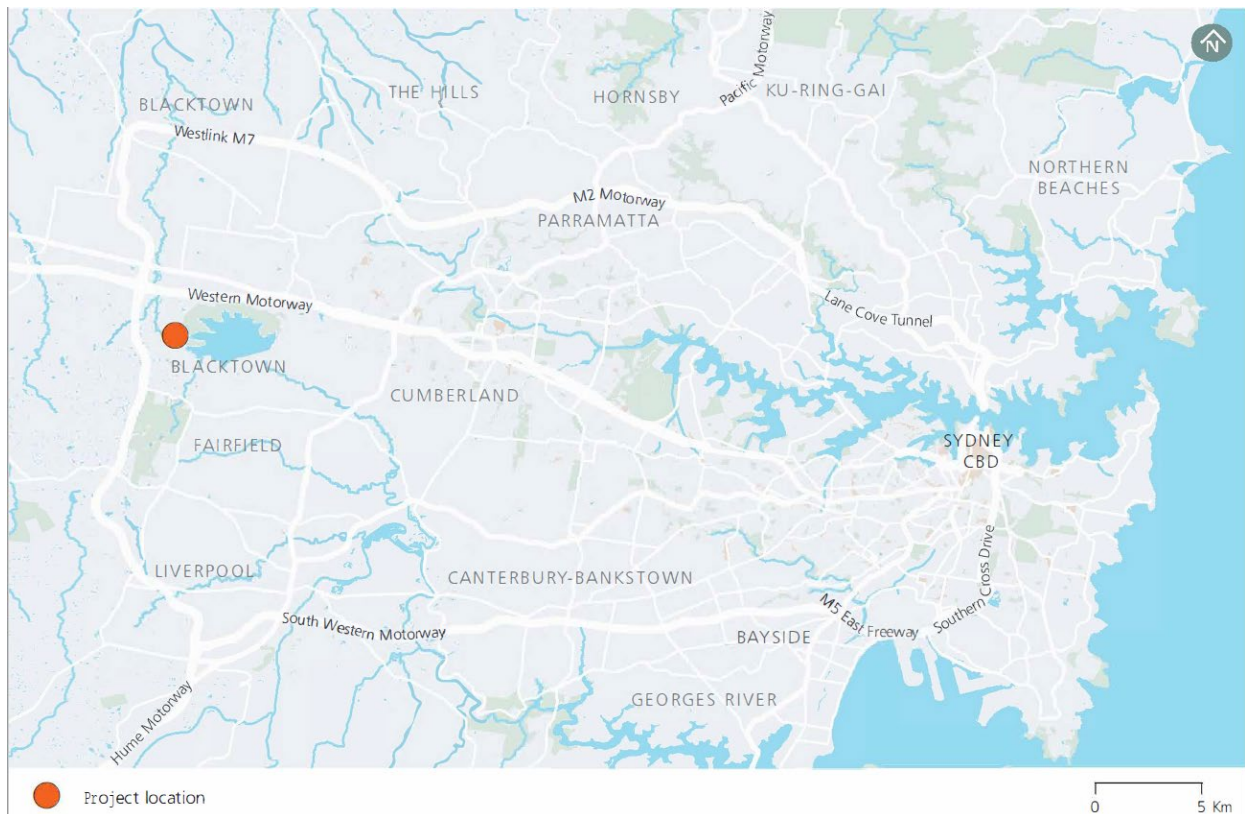 N
Pacific Motorway
THE HILLS
HORNSBY
KU-RING-GAI
BLACKTOWN
Westlink M7
NORTHERN
BEACHES
M2 Motorway
PARRAMATTA
Western Motorway
Lane Cove Tunnel
BLACKTOWN
CUMBERLAND
FAIRFIELD
SYDNEY
CBD
LIVERPOOL
CANTERBURY-BANKSTOWN
Southern Cross Drive
South Western Motorway
M5 East Freeway
BAYSIDE
GEORGES RIVER
Hume Motorway
Project location
0 5 Km